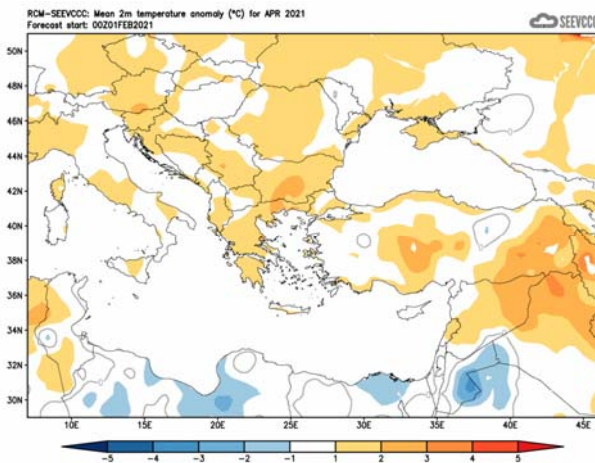 RCM-SEEVCCC: Mean 2m temperature anomaly (°C) for APR 2021
Forecast start: 00Z01FEB2021
SEEVCCC
50N
48N
46N
44N
42N
40N
38N
36N
34N
32N
30N
10E 15E 20E 25E 30E 35E 40E 45E
-5 -4 -3 -2 -1 1 2 3 4 5